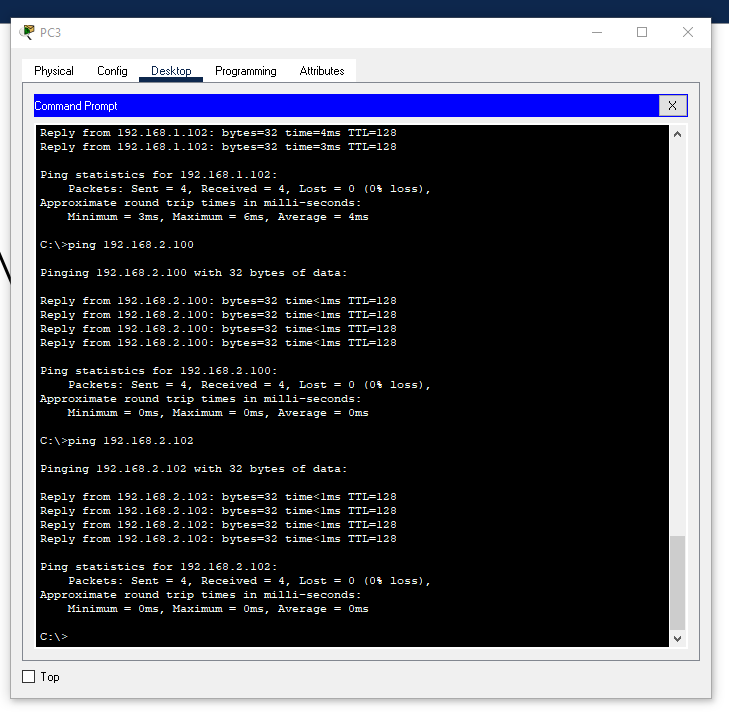 PC3
Physical Config Desktop Programming Attributes
Command Prompt X
Reply from 192.168.1.102: bytes=32 time=4ms TTL=128
Reply from 192.168.1.102: bytes=32 time=3ms TTL=128
Ping statistics for 192.168.1.102:
Packets: Sent = 4, Received = 4, Lost = 0 (0% loss),
Approximate round trip times in milli-seconds:
Minimum = 3ms, Maximum = 6ms, Average = 4ms
C:\>ping 192.168.2.100
Pinging 192.168.2.100 with 32 bytes of data:
Reply from 192.168.2.100: bytes=32 time<1ms TTL=128
Reply from 192.168.2.100: bytes=32 time<1ms TTL=128
Reply from 192.168.2.100: bytes=32 time<1ms TTL=128
Reply from 192.168.2.100: bytes=32 time<1ms TTL=128
Ping statistics for 192.168.2.100:
Packets: Sent = 4, Received = 4, Lost = 0 (0% loss),
Approximate round trip times in milli-seconds:
Minimum = 0ms, Maximum = 0ms, Average = 0ms
C:\>ping 192.168.2.102
Pinging 192.168.2.102 with 32 bytes of data:
Reply from 192.168.2.102: bytes=32 time<1ms TTL=128
Reply from 192.168.2.102: bytes=32 time<1ms TTL=128
Reply from 192.168.2.102: bytes=32 time<1ms TTL=128
Reply from 192.168.2.102: bytes=32 time<1ms TTL=128
Ping statistics for 192.168.2.102:
Packets: Sent = 4, Received = 4, Lost = 0 (0% loss),
Approximate round trip times in milli-seconds:
Minimum = 0ms, Maximum = 0ms, Average = 0ms
C:\>
Top